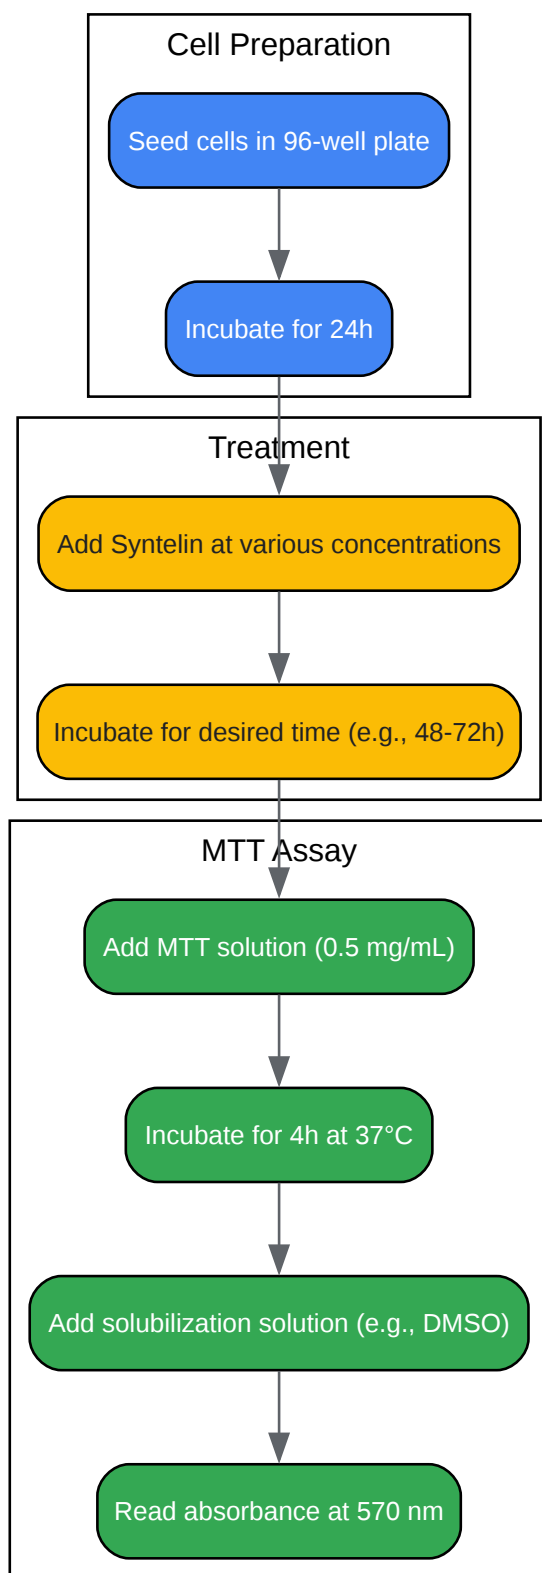 Cell Preparation
Seed cells in 96-well plate
Incubate for 24h
Treatment
Add Syntelin at various concentrations
Incubate for desired time (e.g., 48-72h)
MTT Assay
Add MTT solution (0.5 mg/mL)
Incubate for 4h at 37°C
Add solubilization solution (e.g., DMSO)
Read absorbance at 570 nm